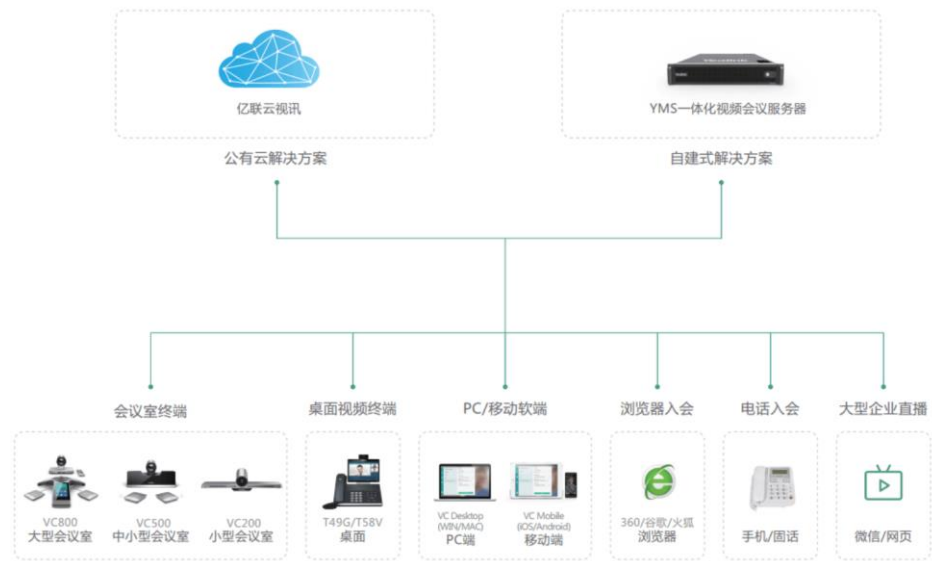 亿联云视讯
YMS一体化视频会议服务器
公有云解决方案
自建式解决方案
会议室终端
桌面视频终端
PC/移动软端
浏览器入会
电话入会
大型企业直播
VC800
大型会议室
VC500
中小型会议室
VC200
小型会议室
T49G/T58V
桌面
VC Desktop
(WIN/MAC)
PC端
VC Mobile
(iOS/Android)
移动端
360/谷歌/火狐
浏览器
手机/固话
微信/网页